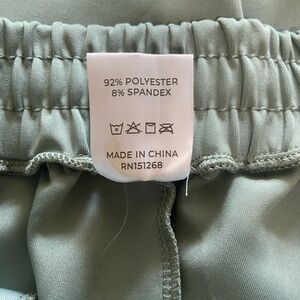 92% POLYESTER
8% SPANDEX
MADE IN CHINA
RN151268